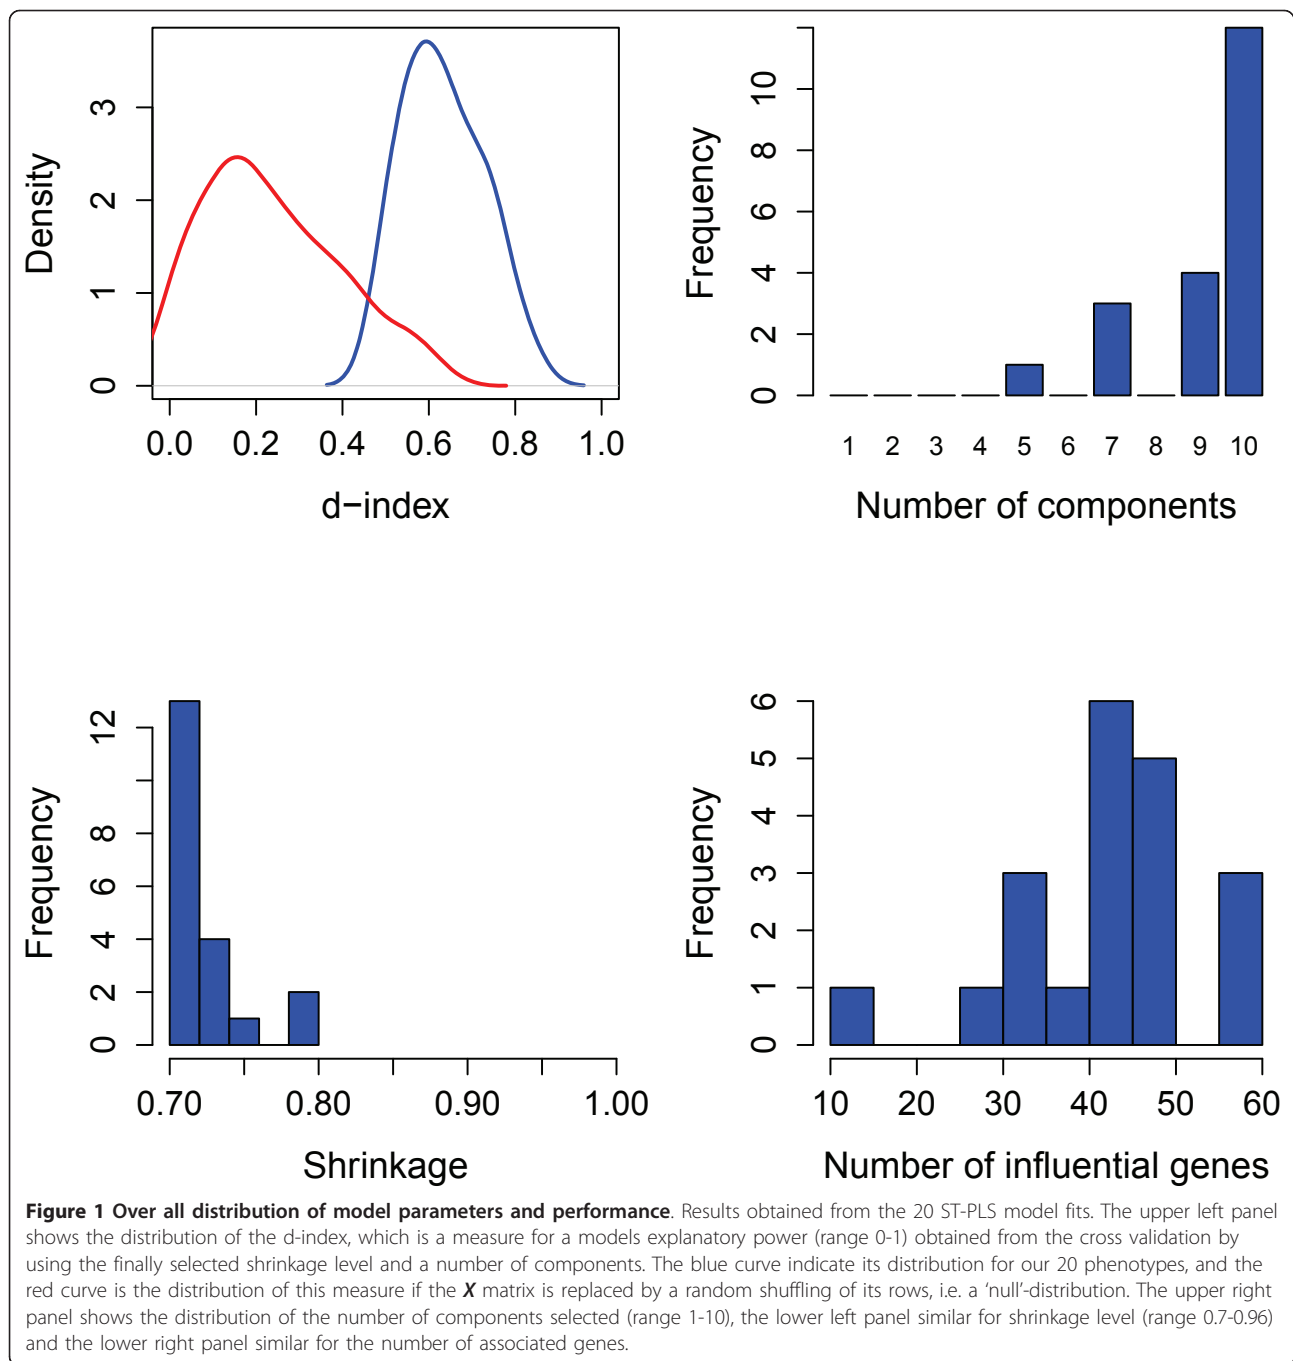 Density
3
2
1
0
0.0 0.2 0.4 0.6 0.8 1.0
d−index
Frequency
10
8
6
4
2
0
1 2 3 4 5 6 7 8 9 10
Number of components
Frequency
12
8
6
4
2
0
0.70 0.80 0.90 1.00
Shrinkage
Frequency
6
5
4
3
2
1
0
10 20 30 40 50 60
Number of influential genes
Figure 1 Over all distribution of model parameters and performance. Results obtained from the 20 ST-PLS model fits. The upper left panel
shows the distribution of the d-index, which is a measure for a models explanatory power (range 0-1) obtained from the cross validation by
using the finally selected shrinkage level and a number of components. The blue curve indicate its distribution for our 20 phenotypes, and the
red curve is the distribution of this measure if the X matrix is replaced by a random shuffling of its rows, i.e. a ‘null’-distribution. The upper right
panel shows the distribution of the number of components selected (range 1-10), the lower left panel similar for shrinkage level (range 0.7-0.96)
and the lower right panel similar for the number of associated genes.